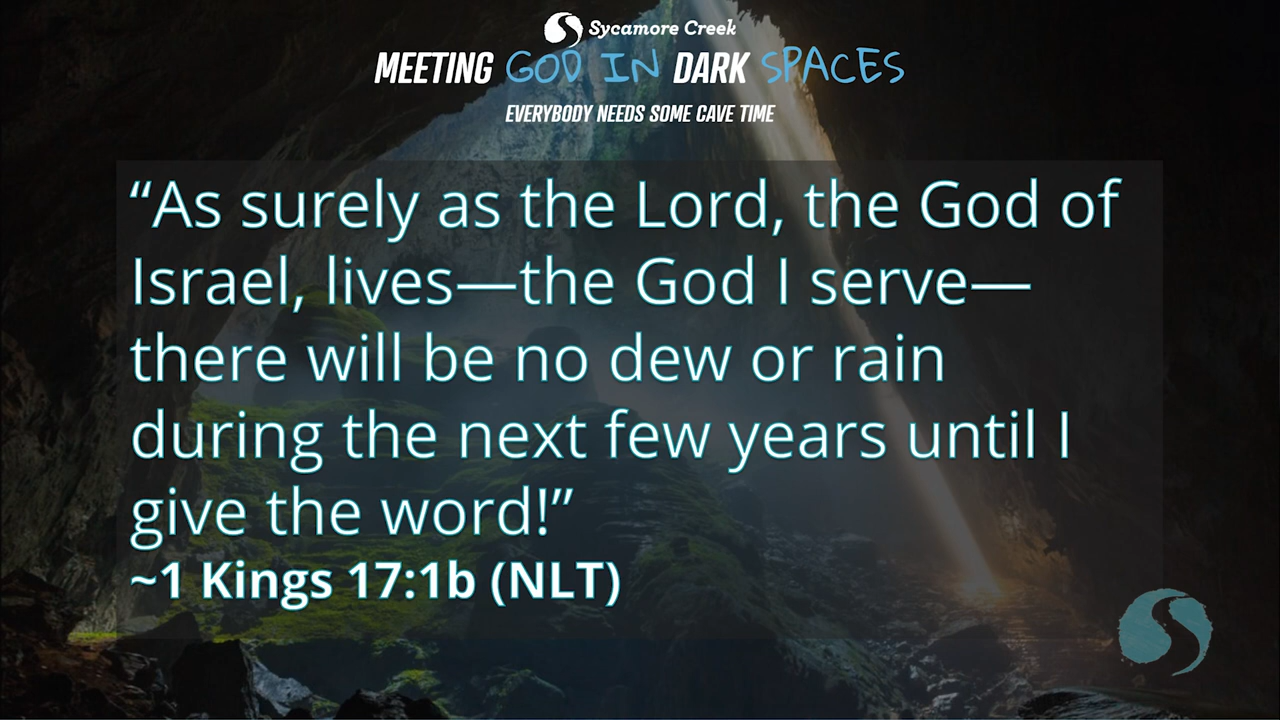 Sycamore Creek
MEETING GOD IN DARK SPACES
EVERYBODY NEEDS SOME CAVE TIME
“As surely as the Lord, the God of
Israel, lives—the God I serve—
there will be no dew or rain
during the next few years until I
give the word!”
~1 Kings 17:1b (NLT)